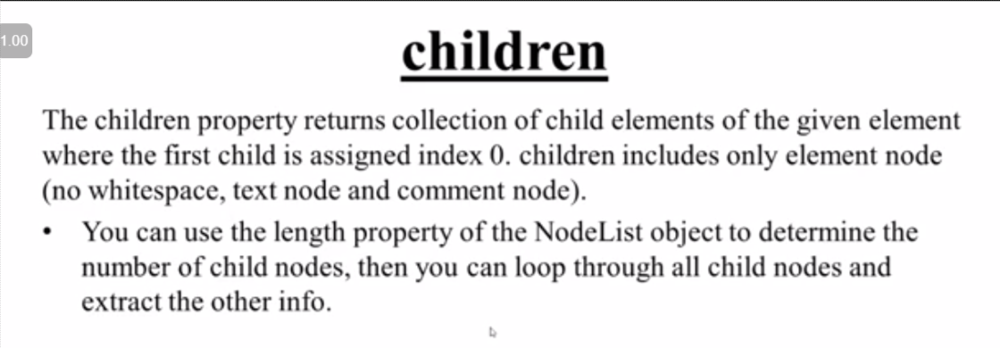 1.00
children
The children property returns collection of child elements of the given element
where the first child is assigned index 0. children includes only element node
(no whitespace, text node and comment node).
• You can use the length property of the NodeList object to determine the
number of child nodes, then you can loop through all child nodes and
extract the other info.